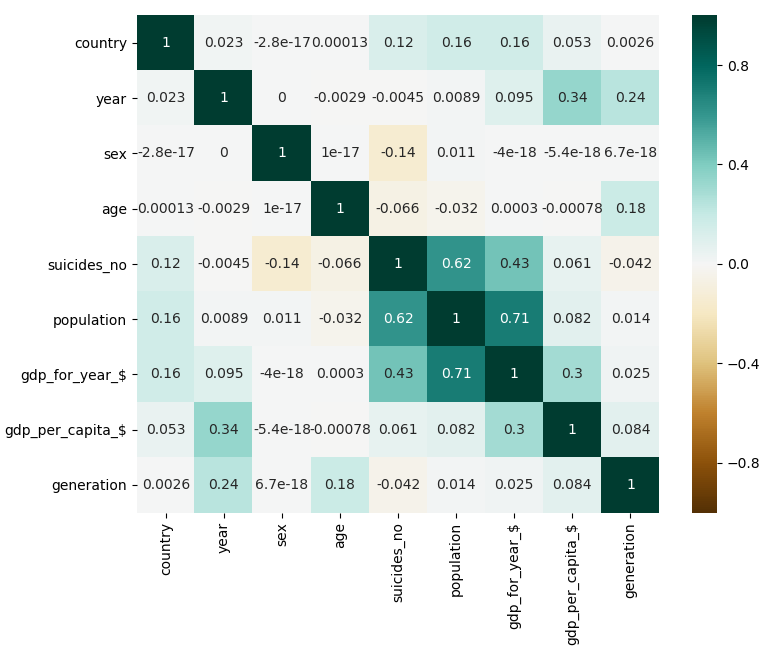 country 1 0.023 -2.8e-17 0.00013 0.12 0.16 0.16 0.053 0.0026
0.8
year 0.023 1 0 -0.0029 -0.0045 0.0089 0.095 0.34 0.24
sex -2.8e-17 0 1 1e-17 -0.14 0.011 -4e-18 -5.4e-18 6.7e-18
0.4
age 0.00013 -0.0029 1e-17 1 -0.066 -0.032 0.0003 -0.00078 0.18
suicides_no 0.12 -0.0045 -0.14 -0.066 1 0.62 0.43 0.061 -0.042
0.0
population 0.16 0.0089 0.011 -0.032 0.62 1 0.71 0.082 0.014
gdp_for_year_$ 0.16 0.095 -4e-18 0.0003 0.43 0.71 1 0.3 0.025
−0.4
gdp_per_capita_$ 0.053 0.34 -5.4e-18 -0.00078 0.061 0.082 0.3 1 0.084
−0.8
generation 0.0026 0.24 6.7e-18 0.18 -0.042 0.014 0.025 0.084 1
country year sex age suicides_no population gdp_for_year_$ gdp_per_capita_$ generation